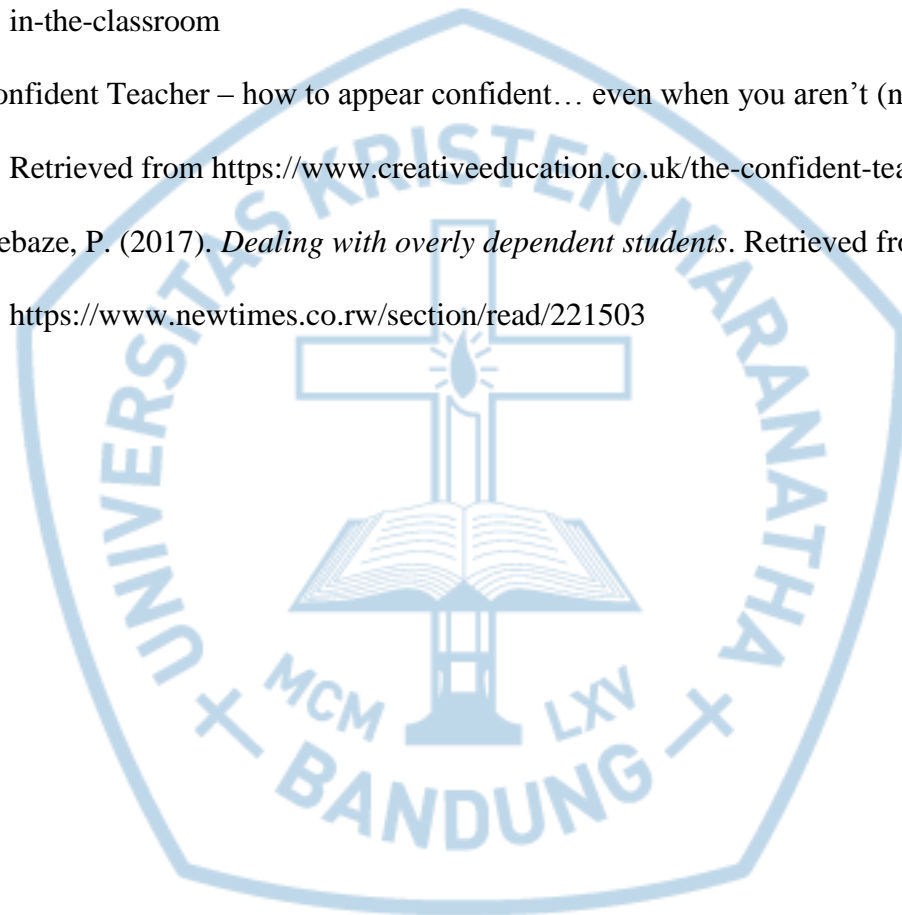 in-the-classroom
onfident Teacher – how to appear confident… even when you aren't (n
Retrieved from https://www.creativeeducation.co.uk/the-confident-tea
ebaze, P. (2017). Dealing with overly dependent students. Retrieved fro
https://www.newtimes.co.rw/section/read/221503
UNIVERSITAS KRISTEN MARANATHA
MCM LXV
BANDUNG